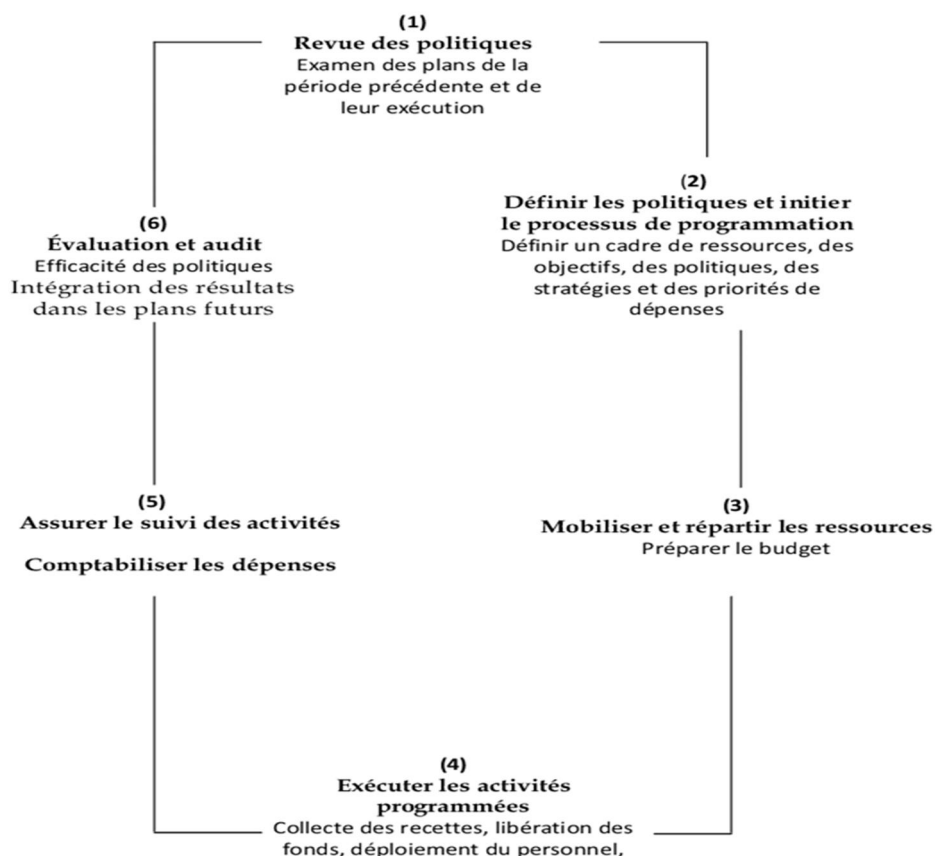 (1)
Revue des politiques
Examen des plans de la
période précédente et de
leur exécution
(2)
Définir les politiques et initier
le processus de programmation
Définir un cadre de ressources, des
objectifs, des politiques, des
stratégies et des priorités de
dépenses
(3)
Mobiliser et répartir les ressources
Préparer le budget
(4)
Exécuter les activités
programmées
Collecte des recettes, libération des
fonds, déploiement du personnel,
(5)
Assurer le suivi des activités
Comptabiliser les dépenses
(6)
Évaluation et audit
Efficacité des politiques
Intégration des résultats
dans les plans futurs